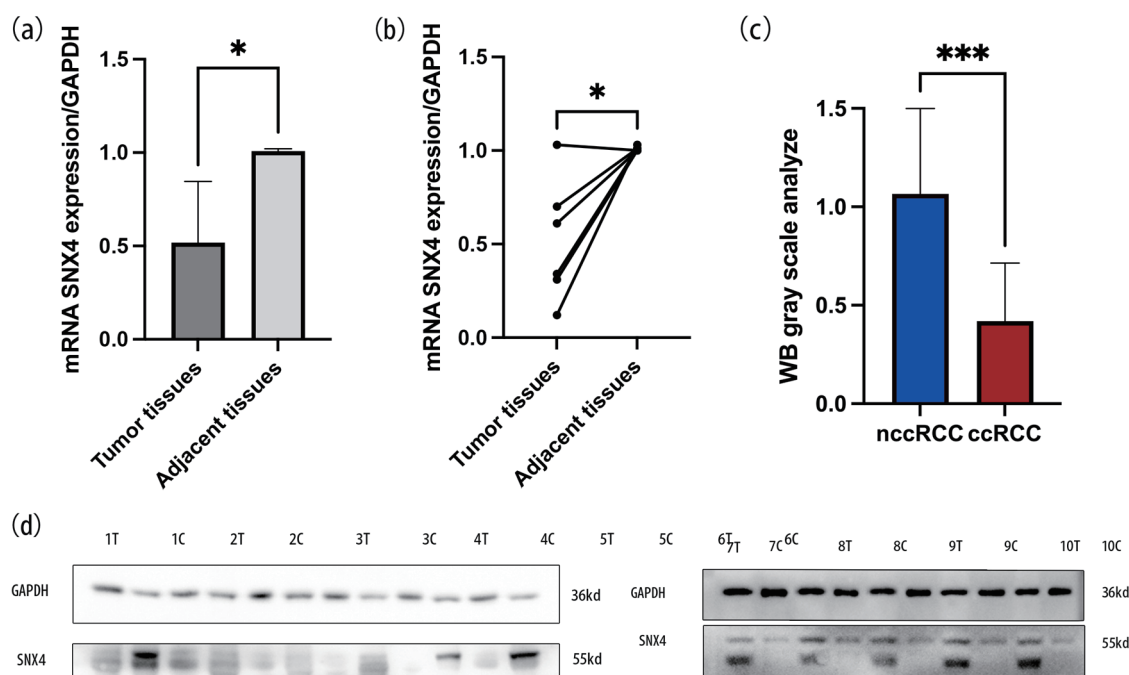 (a)
mRNA SNX4 expression/GAPDH
1.5
1.0
0.5
0.0
*
Tumor tissues
Adjacent tissues
(b)
mRNA SNX4 expression/GAPDH
1.5
1.0
0.5
0.0
*
Tumor tissues
Adjacent tissues
(c)
WB gray scale analyze
1.5
1.0
0.5
0.0
***
nccRCC ccRCC
(d)
1T 1C 2T 2C 3T 3C 4T 4C 5T 5C 6T 6C
GAPDH 36kd
SNX4 55kd
7T 7C 8T 8C 9T 9C 10T 10C
GAPDH 36kd
SNX4 55kd